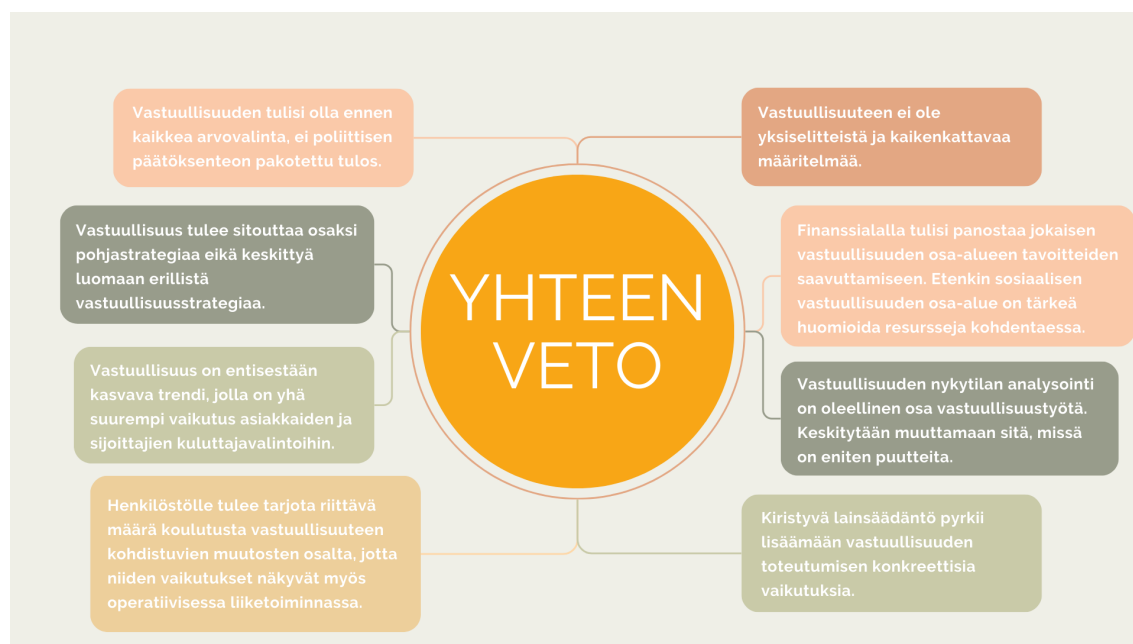 Vastuullisuuden tulisi olla ennen
kaikkea arvovalinta, ei poliittisen
päätöksenteon pakotettu tulos.
Vastuullisuus tulee sitouttaa osaksi
pohjastrategiaa eikä keskittyä
luomaan erillistä
vastuullisuusstrategiaa.
Vastuullisuus on entisestään
kasvava trendi, jolla on yhä
suurempi vaikutus asiakkaiden ja
sijoittajien kuluttajavalintoihin.
Henkilöstölle tulee tarjota riittävä
määrä koulutusta vastuullisuuteen
kohdistuvien muutosten osalta, jotta
niiden vaikutukset näkyvät myös
operatiivisessa liiketoiminnassa.
YHTEEN
VETO
Vastuullisuuteen ei ole
yksiselitteistä ja kaikenkattavaa
määritelmää.
Finanssialalla tulisi panostaa jokaisen
vastuullisuuden osa-alueen tavoitteiden
saavuttamiseen. Etenkin sosiaalisen
vastuullisuuden osa-alue on tärkeä
huomioida resursseja kohdentaessa.
Vastuullisuuden nykytilan analysointi
on oleellinen osa vastuullisuustyötä.
Keskitytään muuttamaan sitä, missä
on eniten puutteita.
Kiristyvä lainsäädäntö pyrkii
lisäämään vastuullisuuden
toteutumisen konkreettisia
vaikutuksia.